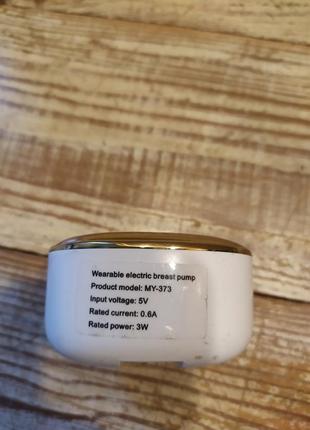 Wearable electric breast pump
Product model: MY-373
Input voltage: 5V
Rated current: 0.6A
Rated power: 3W